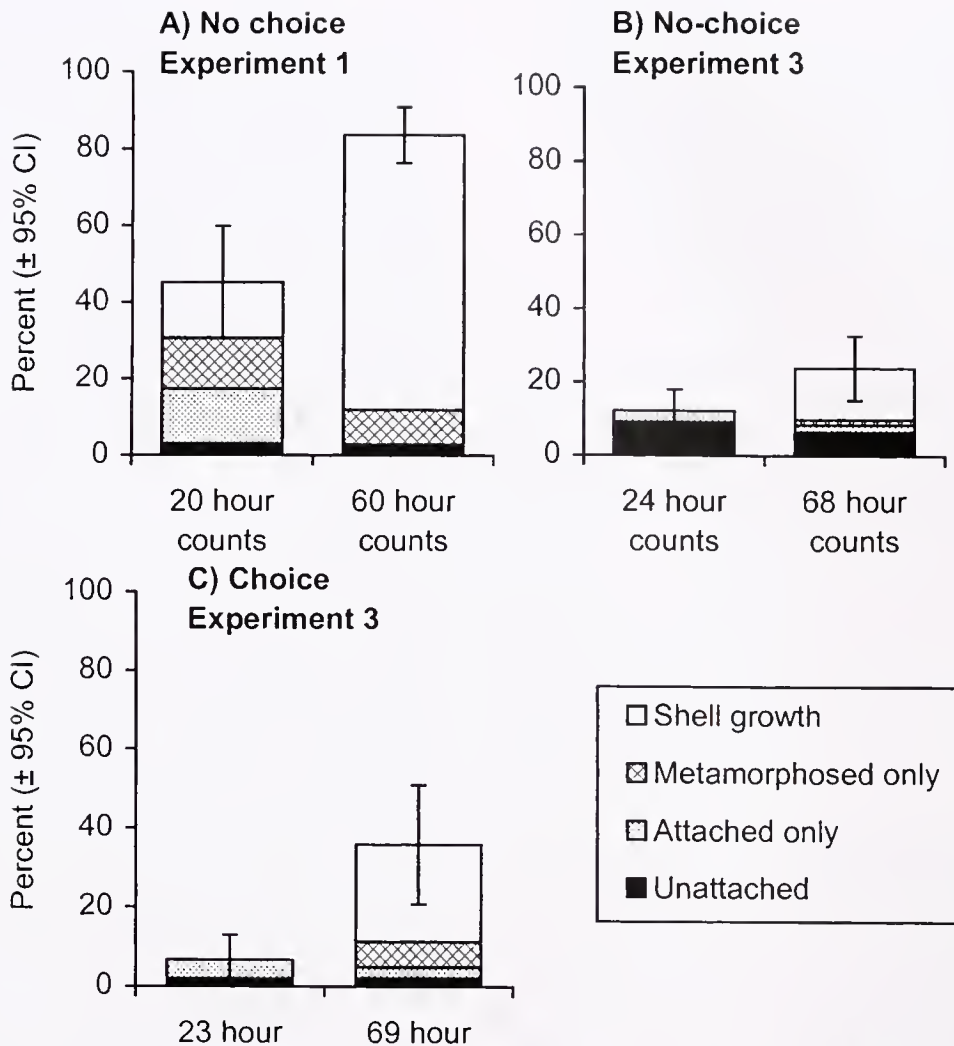 A) No choice
Experiment 1
Percent (± 95% CI)
100
80
60
40
20
0
20 hour
counts
60 hour
counts
B) No-choice
Experiment 3
100
80
60
40
20
0
24 hour
counts
68 hour
counts
C) Choice
Experiment 3
Percent (± 95% CI)
100
80
60
40
20
0
23 hour
69 hour
Shell growth
Metamorphosed only
Attached only
Unattached